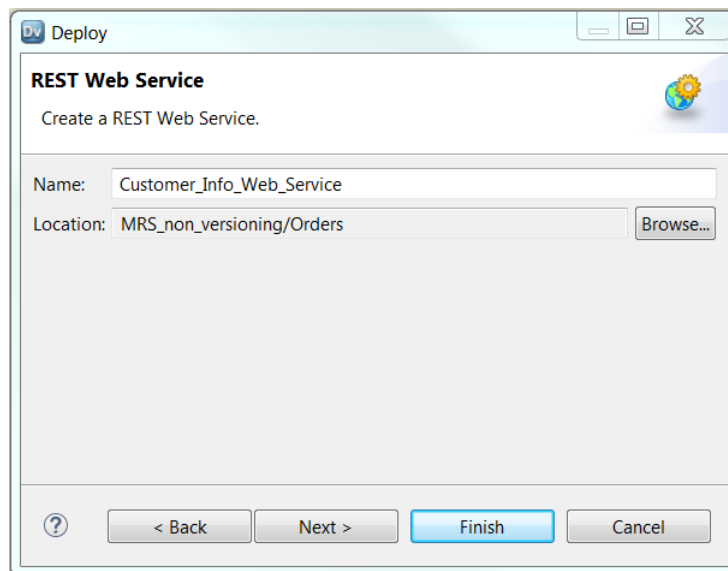 Dv Deploy
REST Web Service
Create a REST Web Service.
Name: Customer_Info_Web_Service
Location: MRS_non_versioning/Orders Browse...
? < Back Next > Finish Cancel